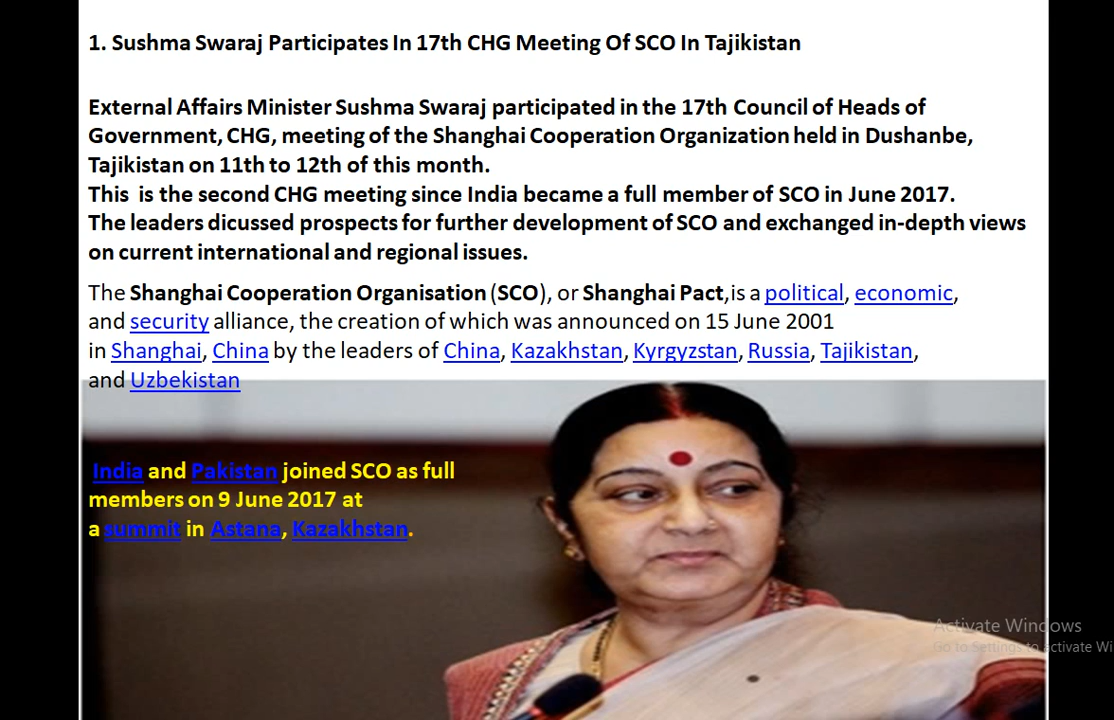 1. Sushma Swaraj Participates In 17th CHG Meeting Of SCO In Tajikistan
External Affairs Minister Sushma Swaraj participated in the 17th Council of Heads of
Government, CHG, meeting of the Shanghai Cooperation Organization held in Dushanbe,
Tajikistan on 11th to 12th of this month.
This is the second CHG meeting since India became a full member of SCO in June 2017.
The leaders dicussed prospects for further development of SCO and exchanged in-depth views
on current international and regional issues.
The Shanghai Cooperation Organisation (SCO), or Shanghai Pact,is a political, economic,
and security alliance, the creation of which was announced on 15 June 2001
in Shanghai, China by the leaders of China, Kazakhstan, Kyrgyzstan, Russia, Tajikistan,
and Uzbekistan
India and Pakistan joined SCO as full
members on 9 June 2017 at
a summit in Astana, Kazakhstan.
Activate Windows
Go to Settings to activate Wi